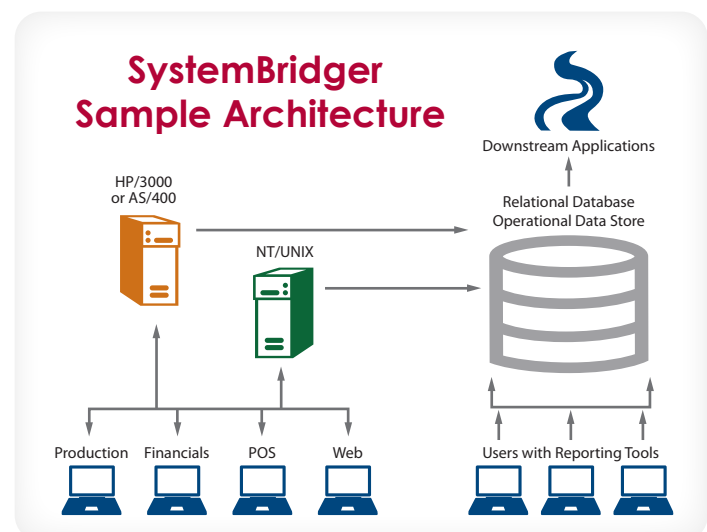 SystemBridger
Sample Architecture
Downstream Applications
HP/3000
or AS/400
Relational Database
Operational Data Store
NT/UNIX
Production
Financials
POS
Web
Users with Reporting Tools